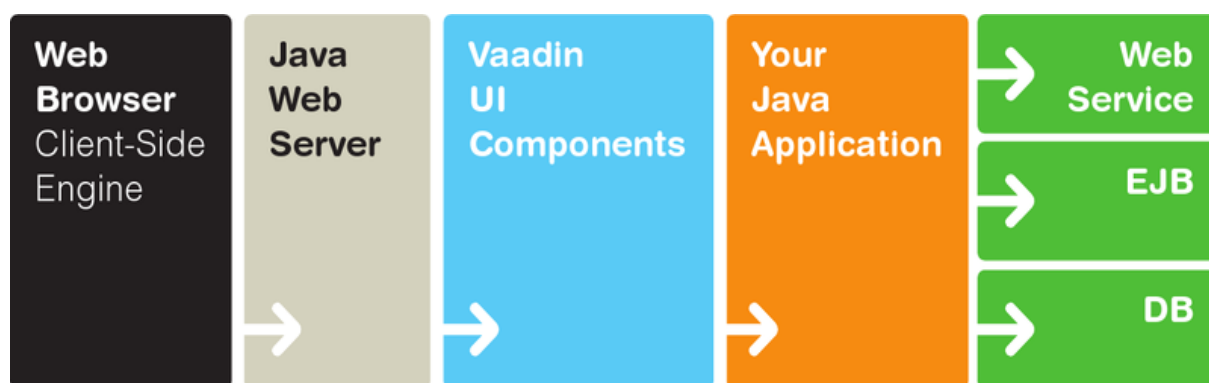 Web
Browser
Client-Side
Engine
Java
Web
Server
Vaadin
UI
Components
Your
Java
Application
Web
Service
EJB
DB